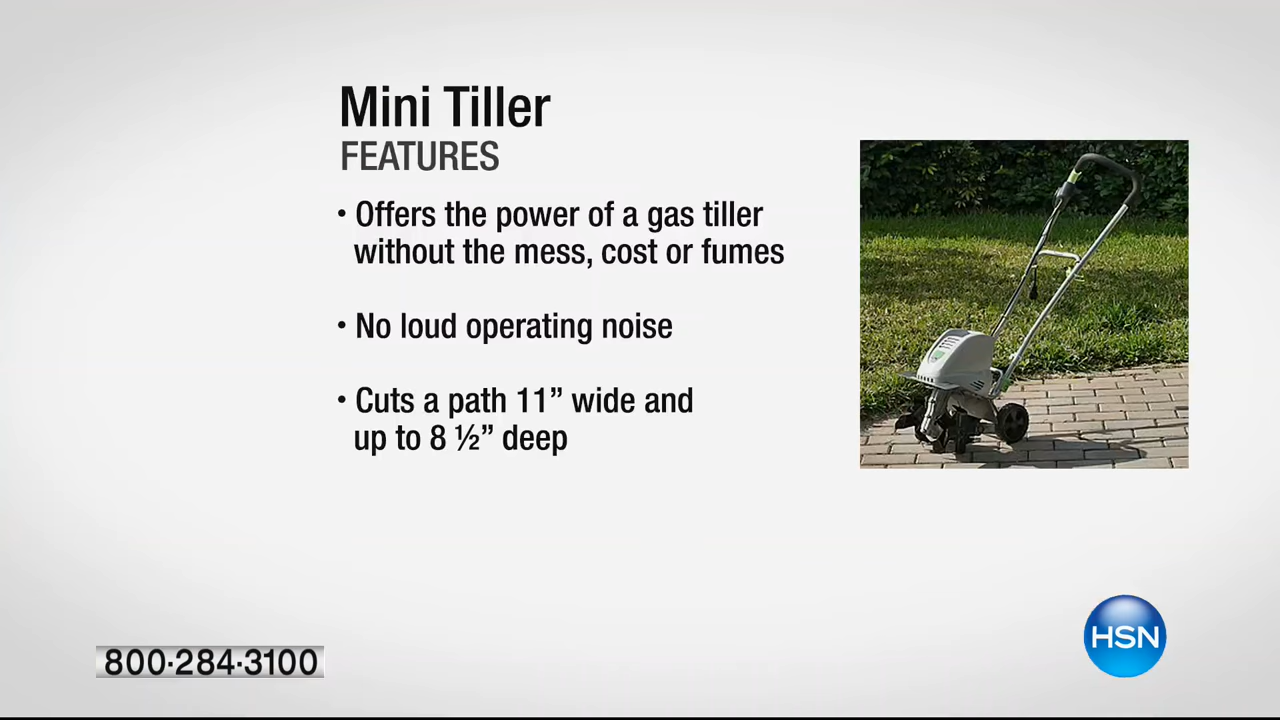 Mini Tiller
FEATURES
• Offers the power of a gas tiller
without the mess, cost or fumes
• No loud operating noise
• Cuts a path 11” wide and
up to 8 ½” deep
800·284·3100
HSN